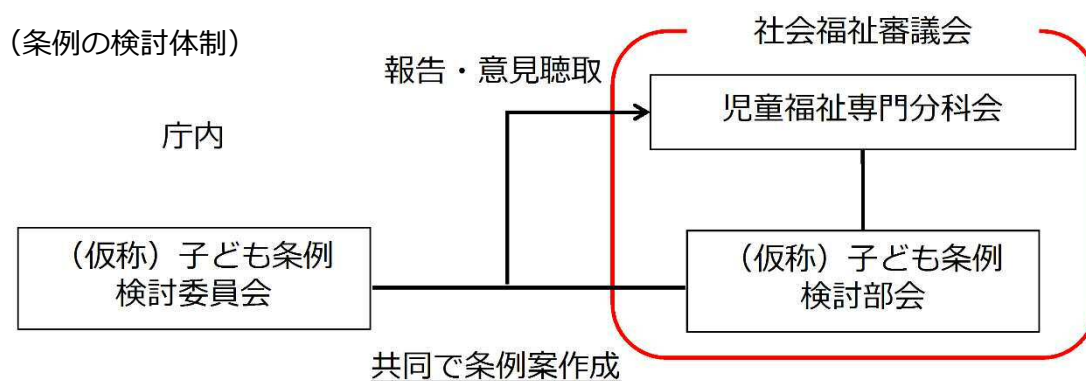 （条例の検討体制）
社会福祉審議会
報告・意見聴取
児童福祉専門分科会
庁内
（仮称）子ども条例
検討委員会
（仮称）子ども条例
検討部会
共同で条例案作成